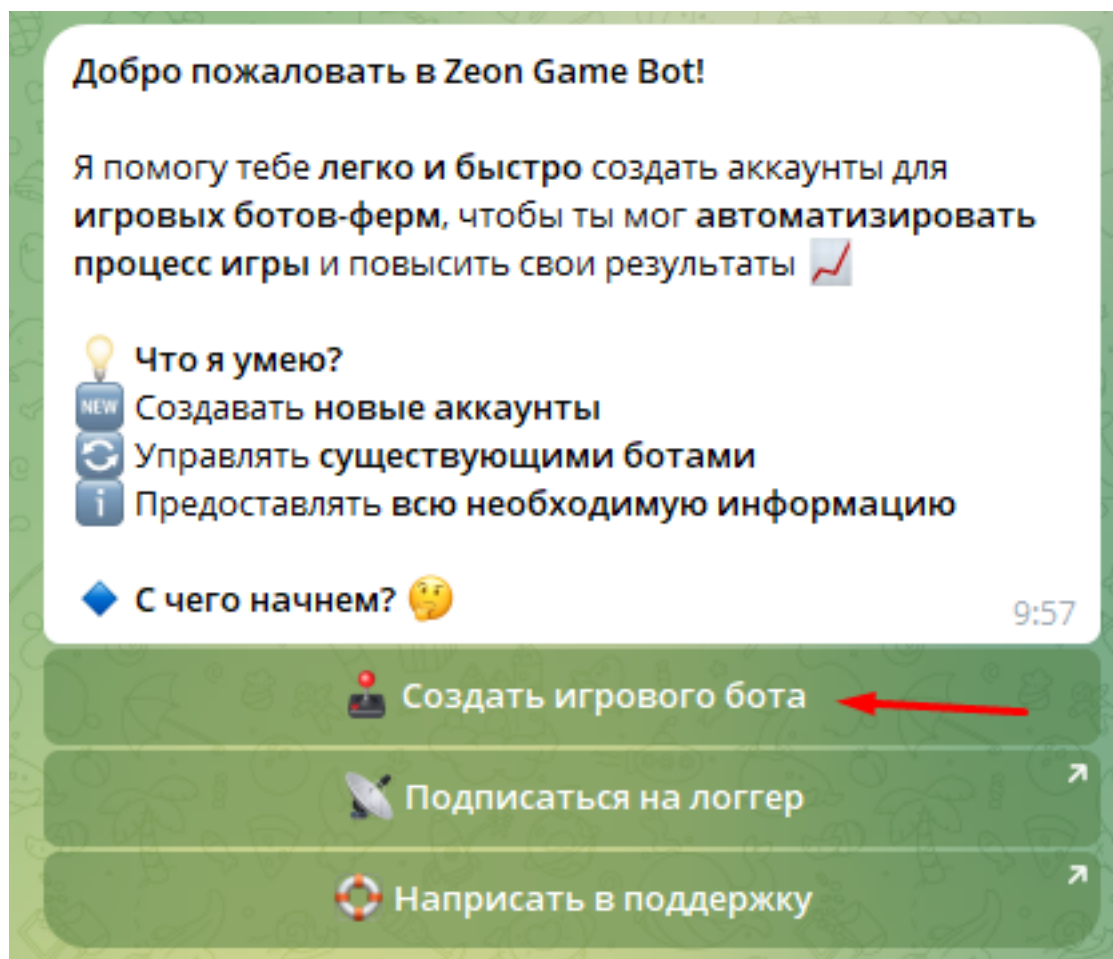 Добро пожаловать в Zeon Game Bot!
Я помогу тебе легко и быстро создать аккаунты для
игровых ботов-ферм, чтобы ты мог автоматизировать
процесс игры и повысить свои результаты
Что я умею?
NEW Создавать новые аккаунты
Управлять существующими ботами
i Предоставлять всю необходимую информацию
С чего начнем?
9:57
Создать игрового бота
Подписаться на логгер
Написать в поддержку